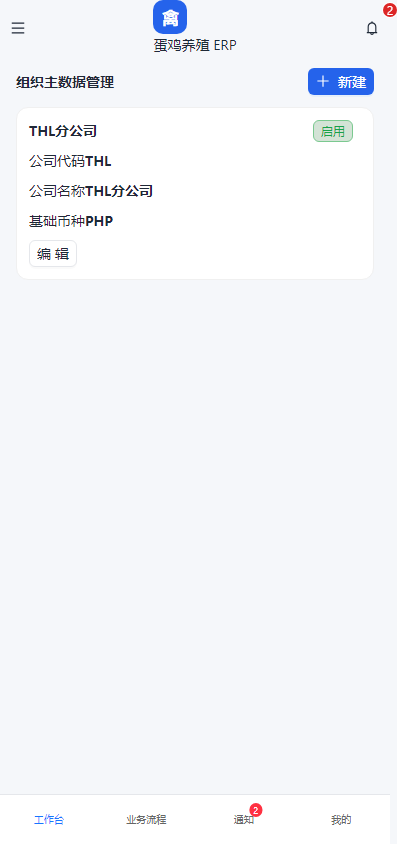 禽
2
蛋鸡养殖 ERP
组织主数据管理
新建
THL分公司
启用
公司代码THL
公司名称THL分公司
基础币种PHP
编 辑
工作台
业务流程
通知
2
我的